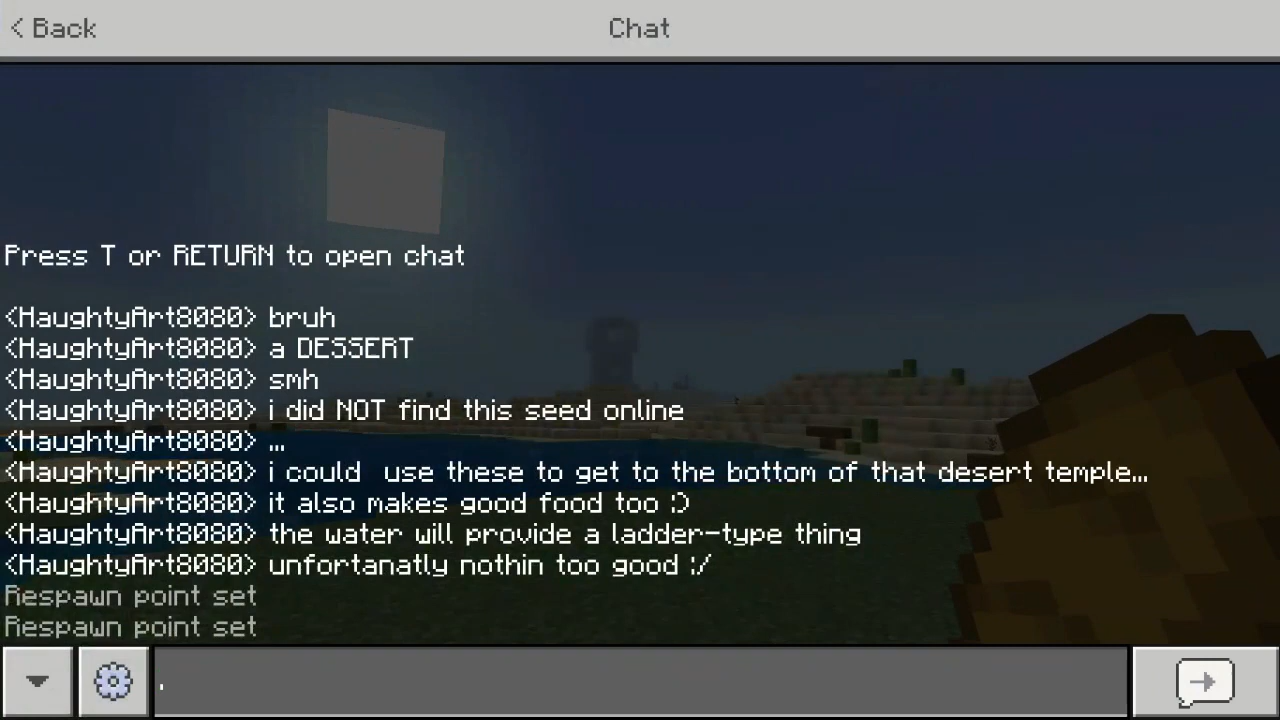 < Back
Chat
Press T or RETURN to open chat
<HaughtyArt8080> bruh
<HaughtyArt8080> a DESSERT
<HaughtyArt8080> smh
<HaughtyArt8080> i did NOT find this seed online
<HaughtyArt8080> ...
<HaughtyArt8080> i could  use these to get to the bottom of that desert temple...
<HaughtyArt8080> it also makes good food too :)
<HaughtyArt8080> the water will provide a ladder-type thing
<HaughtyArt8080> unfortanatly nothin too good :/
Respawn point set
Respawn point set